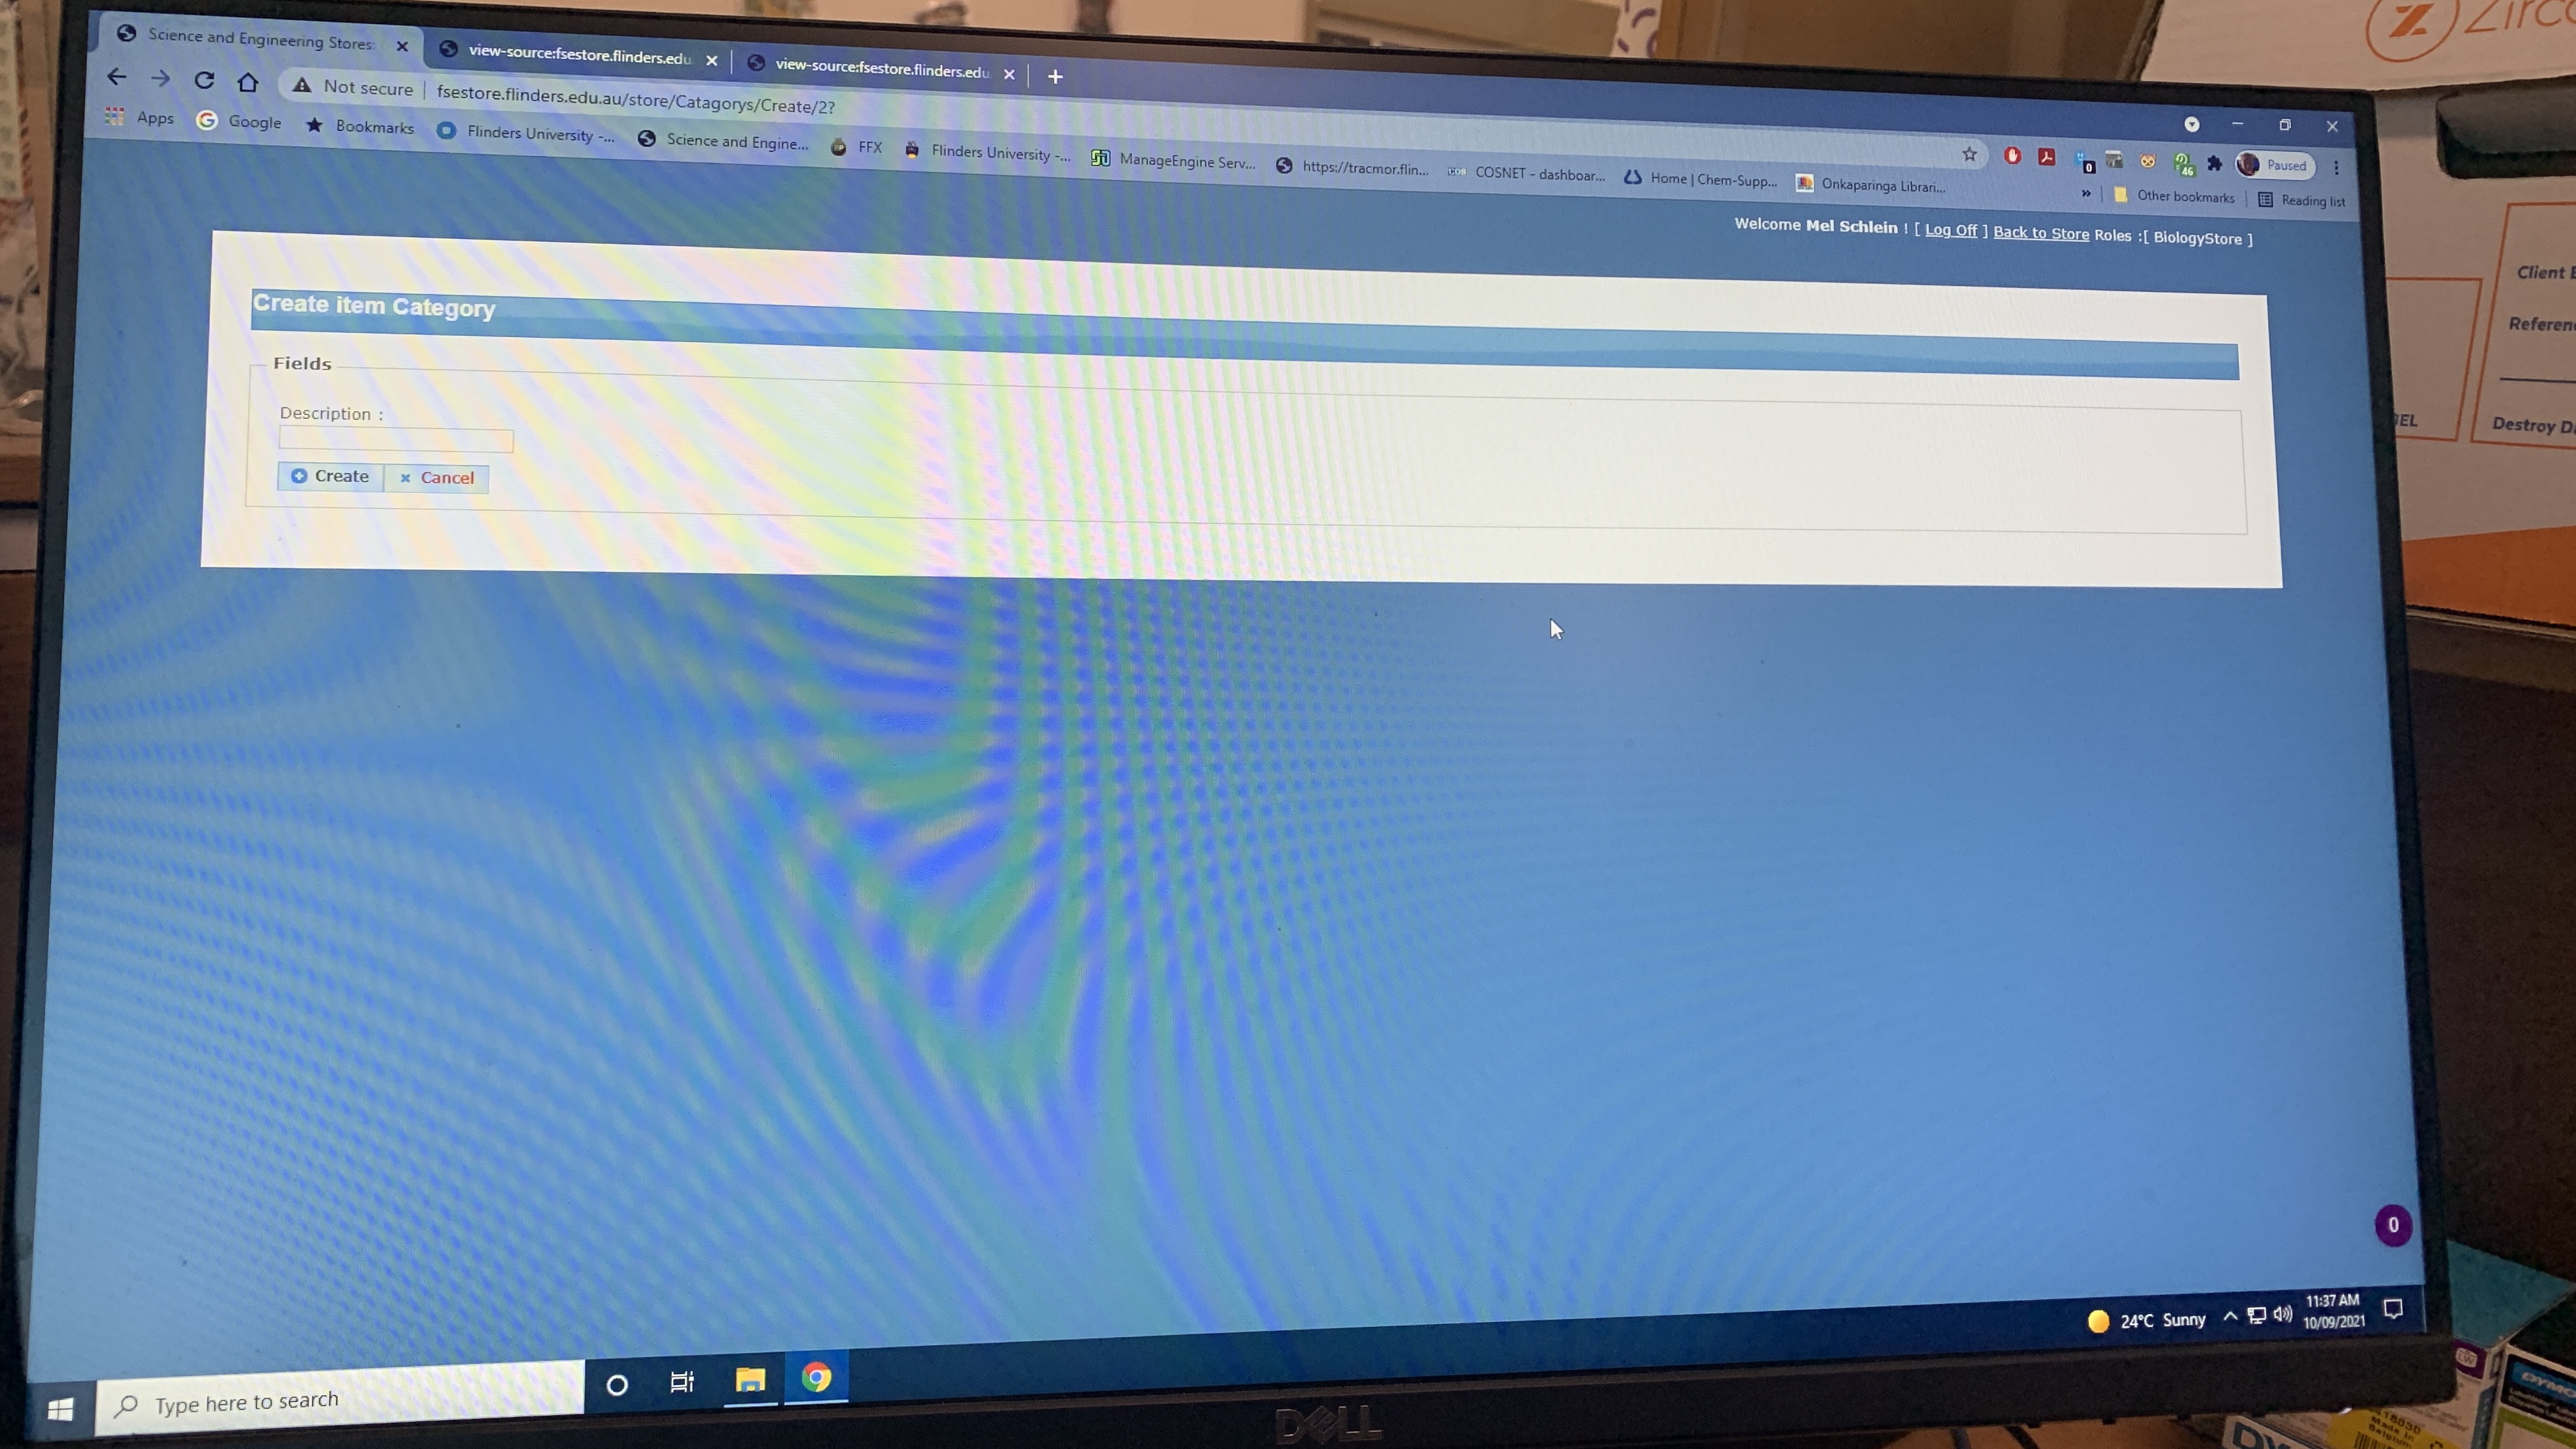 Science and Engineering Stores:
view-source:fsestore.flinders.edu
view-source:fsestore.flinders.edu
Not secure
fsestore.flinders.edu.au/store/Catagorys/Create/2?
Paused
0
46
Apps
Google
Bookmarks
Flinders University -...
Science and Engine...
FFX
Flinders University -...
ManageEngine Serv...
https://tracmor.flin...
COSNET - dashboar...
Home | Chem-Supp...
Onkaparinga Librari...
»
Other bookmarks
Reading list
Welcome Mel Schlein ! [ Log Off ] Back to Store Roles :[ BiologyStore ]
Create item Category
Fields
Description :
Create
Cancel
0
Type here to search
24°C Sunny
11:37 AM
10/09/2021
DELL
Client
Destroy
DYMO